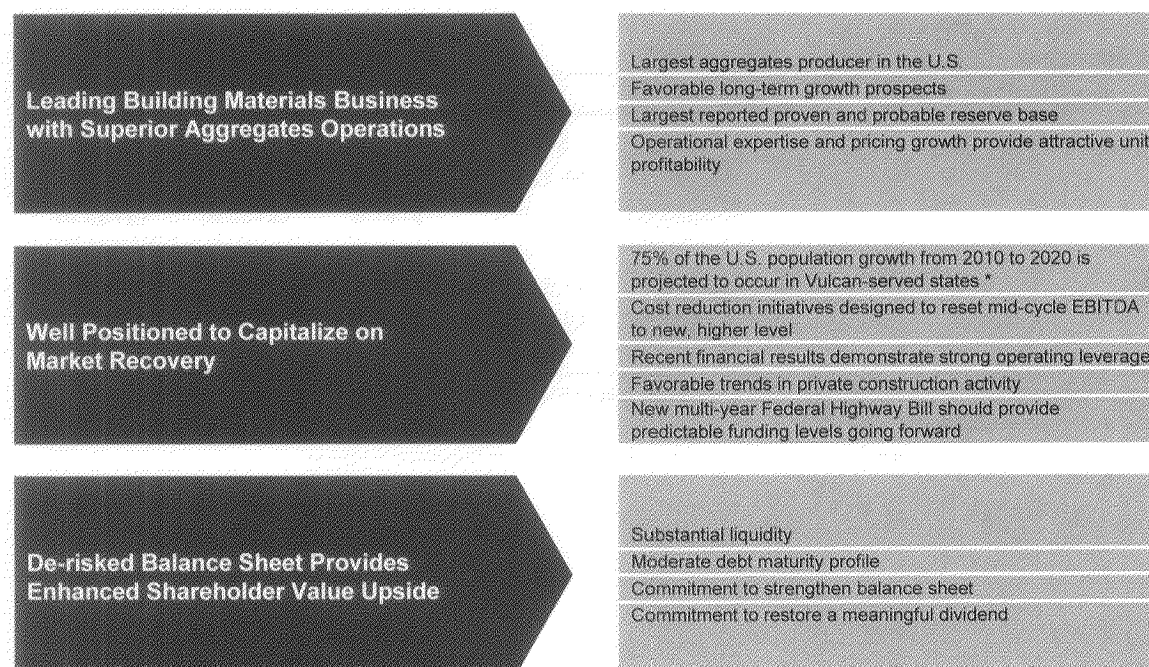 Leading Building Materials Business
with Superior Aggregates Operations
Largest aggregates producer in the U.S
Favorable long-term growth prospects
Largest reported proven and probable reserve base
Operational expertise and pricing growth provide attractive unit
profitability
Well Positioned to Capitalize on
Market Recovery
75% of the U.S. population growth from 2010 to 2020 is
projected to occur in Vulcan-served states *
Cost reduction initiatives designed to reset mid-cycle EBITDA
to new, higher level
Recent financial results demonstrate strong operating leverage
Favorable trends in private construction activity
New multi-year Federal Highway Bill should provide
predictable funding levels going forward
De-risked Balance Sheet Provides
Enhanced Shareholder Value Upside
Substantial liquidity
Moderate debt maturity profile
Commitment to strengthen balance sheet
Commitment to restore a meaningful dividend